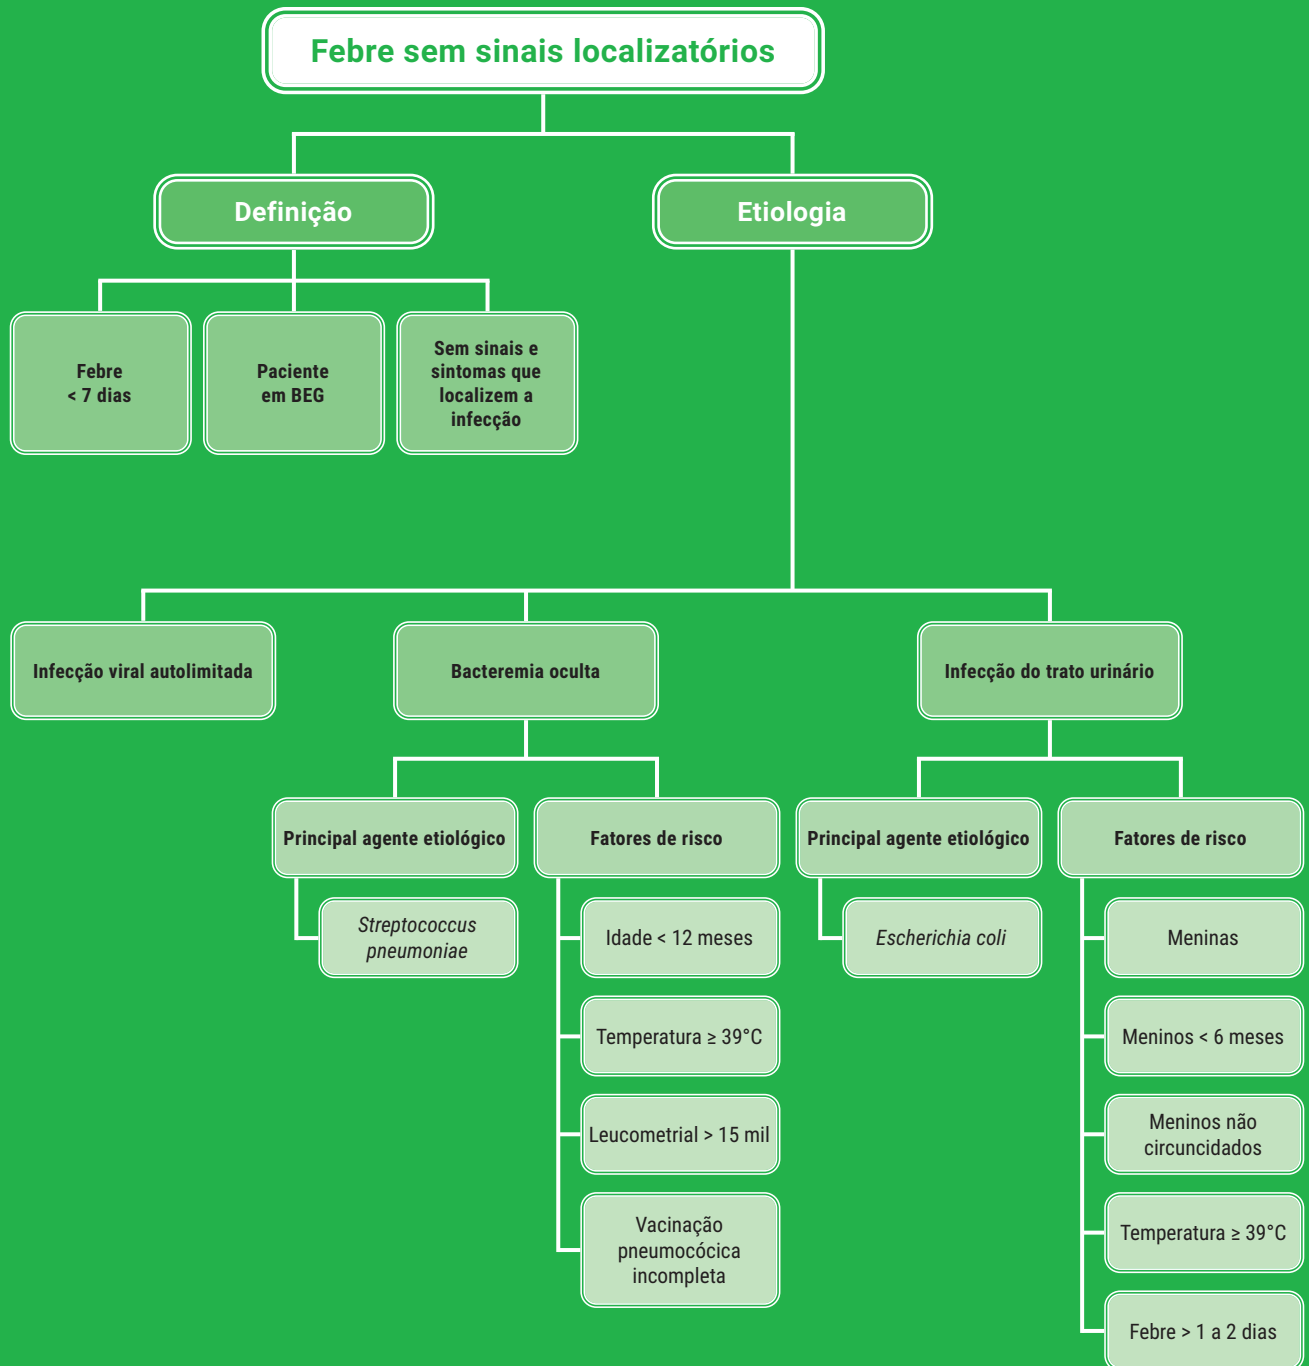 Febre sem sinais localizatórios
Definição
Etiologia
Febre
< 7 dias
Paciente
em BEG
Sem sinais e
sintomas que
localizem a
infecção
Infecção viral autolimitada
Bacteremia oculta
Infecção do trato urinário
Principal agente etiológico
Fatores de risco
Principal agente etiológico
Fatores de risco
Streptococcus
pneumoniae
Idade < 12 meses
Temperatura ≥ 39°C
Leucometrial > 15 mil
Vacinação
pneumocócica
incompleta
Escherichia coli
Meninas
Meninos < 6 meses
Meninos não
circuncidados
Temperatura ≥ 39°C
Febre > 1 a 2 dias